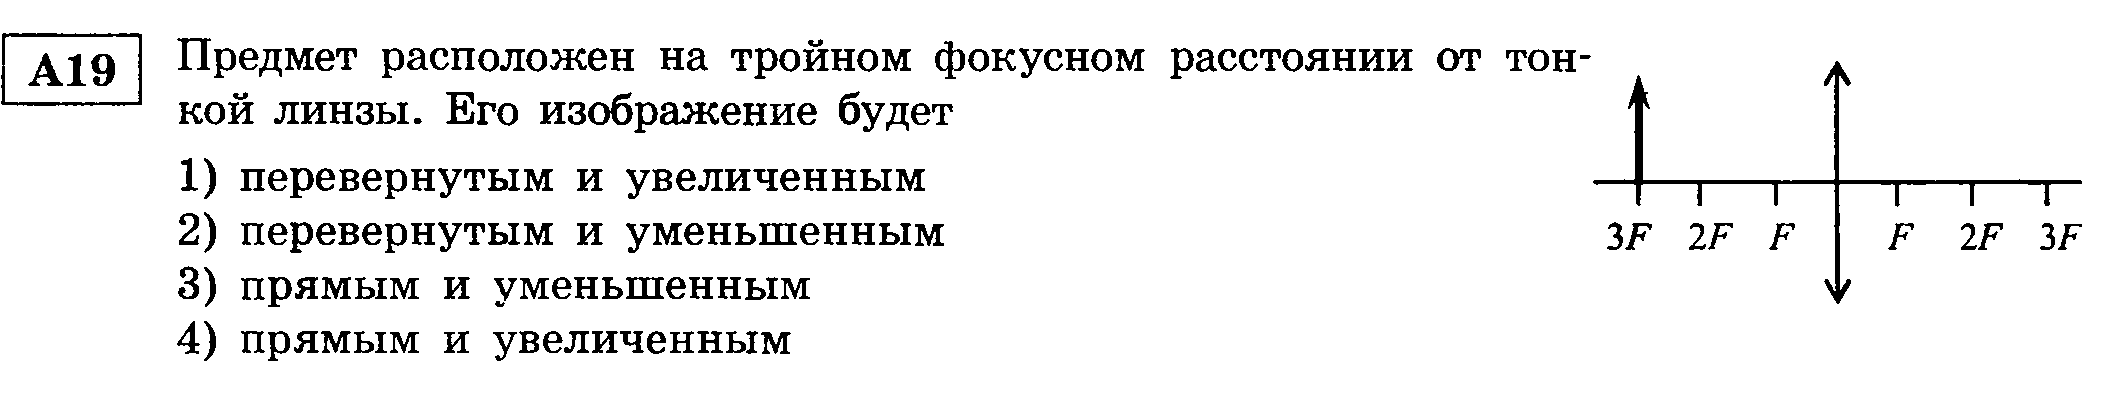 А19
Предмет расположен на тройном фокусном расстоянии от тон-
кой линзы. Его изображение будет
1) перевернутым и увеличенным
2) перевернутым и уменьшенным
3) прямым и уменьшенным
4) прямым и увеличенным
3F 2F F F 2F 3F